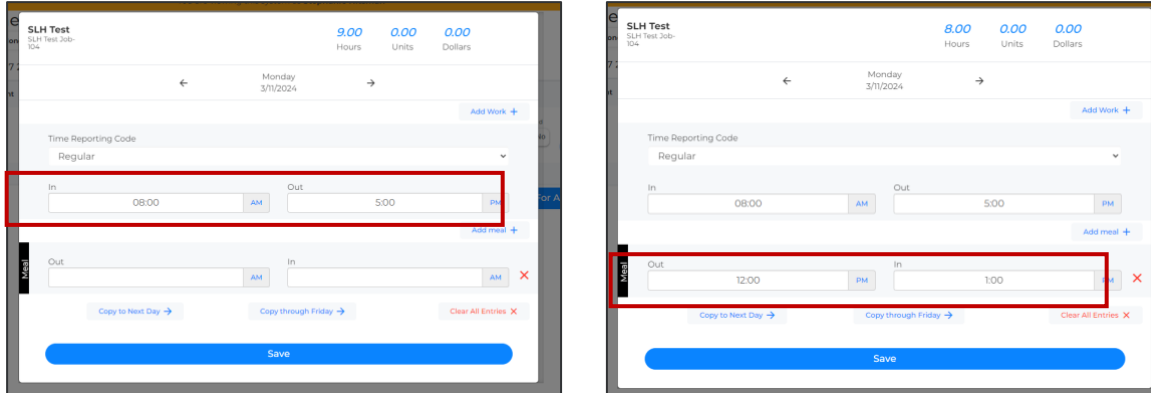 SLH Test
SLH Test Job-
104
9.00 0.00 0.00
Hours Units Dollars
Monday
3/11/2024
Add Work +
Time Reporting Code
Regular
In Out
08:00 AM 5:00 PM
Add meal +
Meal
Out In
AM AM
Copy to Next Day → Copy through Friday → Clear All Entries X
Save
For A
SLH Test
SLH Test Job-
104
8.00 0.00 0.00
Hours Units Dollars
Monday
3/11/2024
Add Work +
Time Reporting Code
Regular
In Out
08:00 AM 5:00 PM
Add meal +
Meal
Out In
12:00 PM 1:00 PM
Copy to Next Day → Copy through Friday → Clear All Entries X
Save